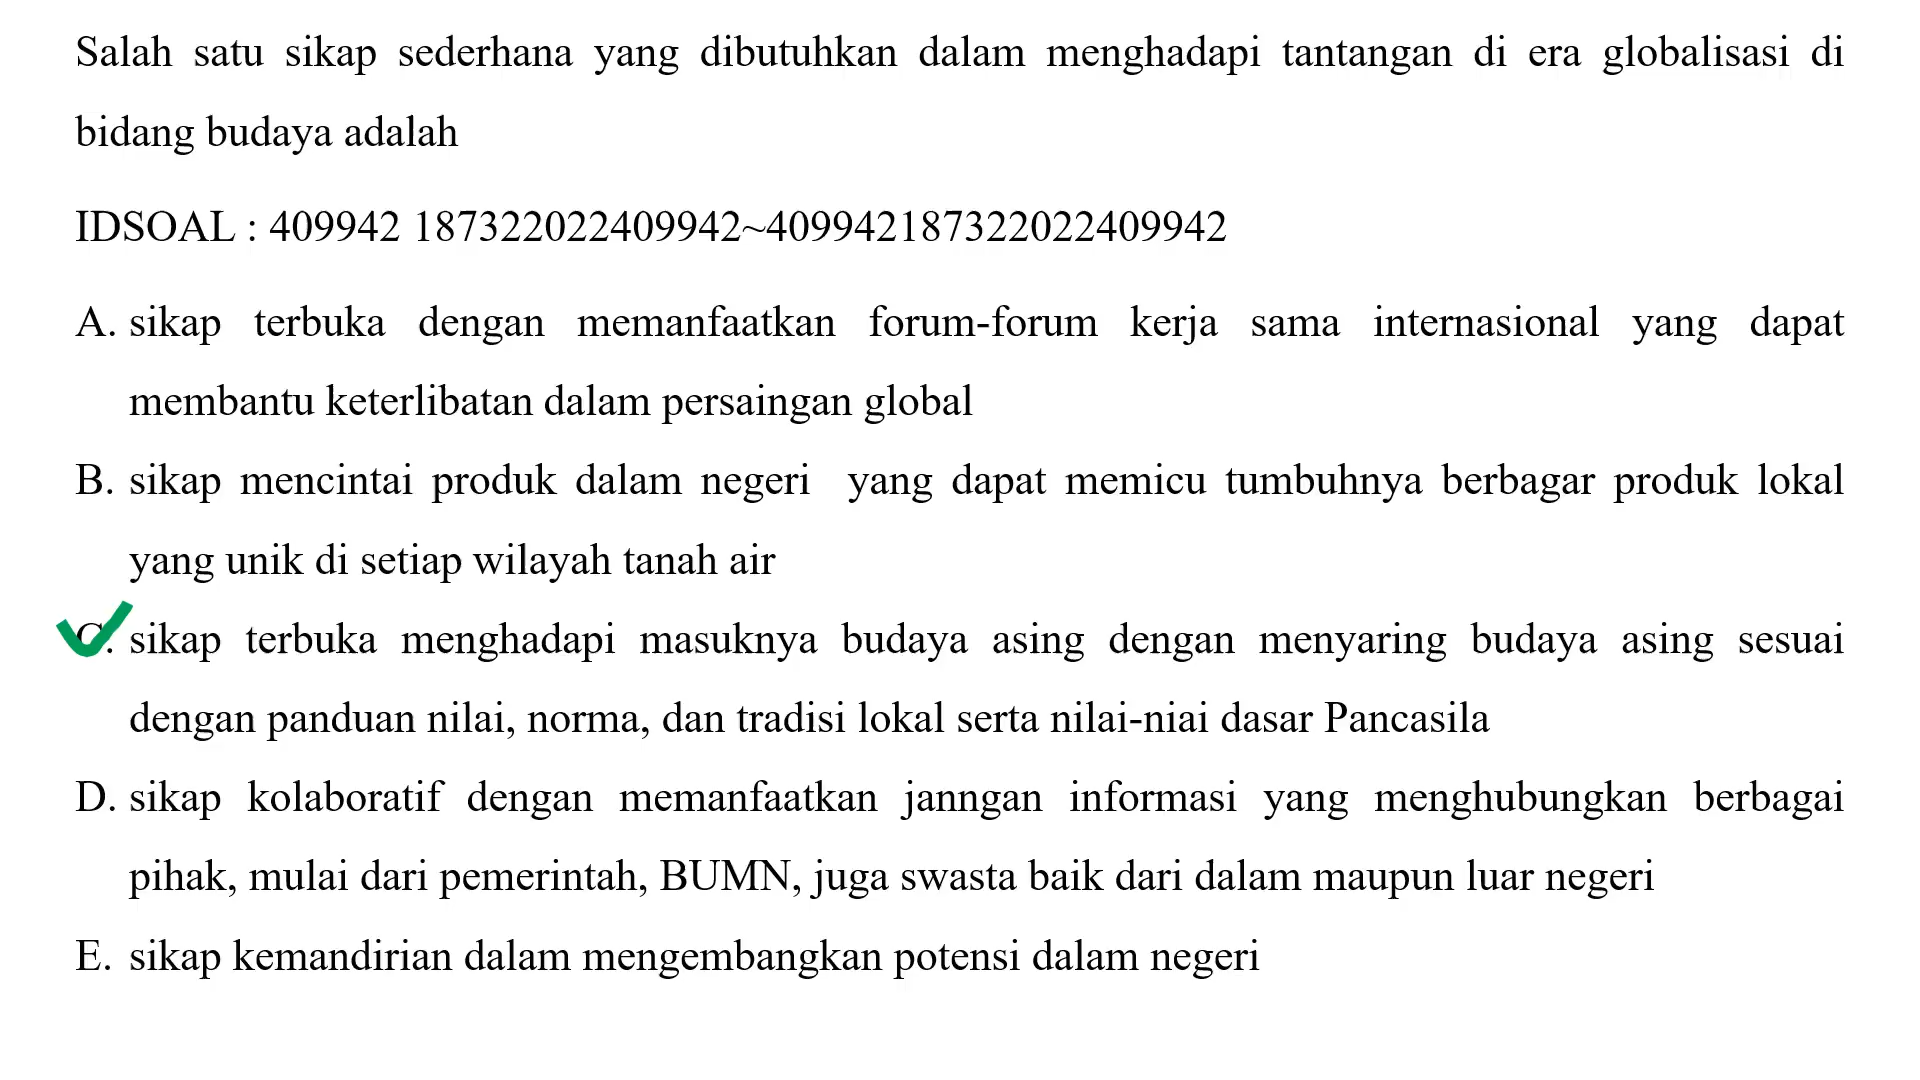 Salah satu sikap sederhana yang dibutuhkan dalam menghadapi tantangan di era globalisasi di
bidang budaya adalah
IDSOAL : 409942 187322022409942~409942187322022409942
A. sikap terbuka dengan memanfaatkan forum-forum kerja sama internasional yang dapat
membantu keterlibatan dalam persaingan global
B. sikap mencintai produk dalam negeri yang dapat memicu tumbuhnya berbagar produk lokal
yang unik di setiap wilayah tanah air
C. sikap terbuka menghadapi masuknya budaya asing dengan menyaring budaya asing sesuai
dengan panduan nilai, norma, dan tradisi lokal serta nilai-niai dasar Pancasila
D. sikap kolaboratif dengan memanfaatkan janngan informasi yang menghubungkan berbagai
pihak, mulai dari pemerintah, BUMN, juga swasta baik dari dalam maupun luar negeri
E. sikap kemandirian dalam mengembangkan potensi dalam negeri